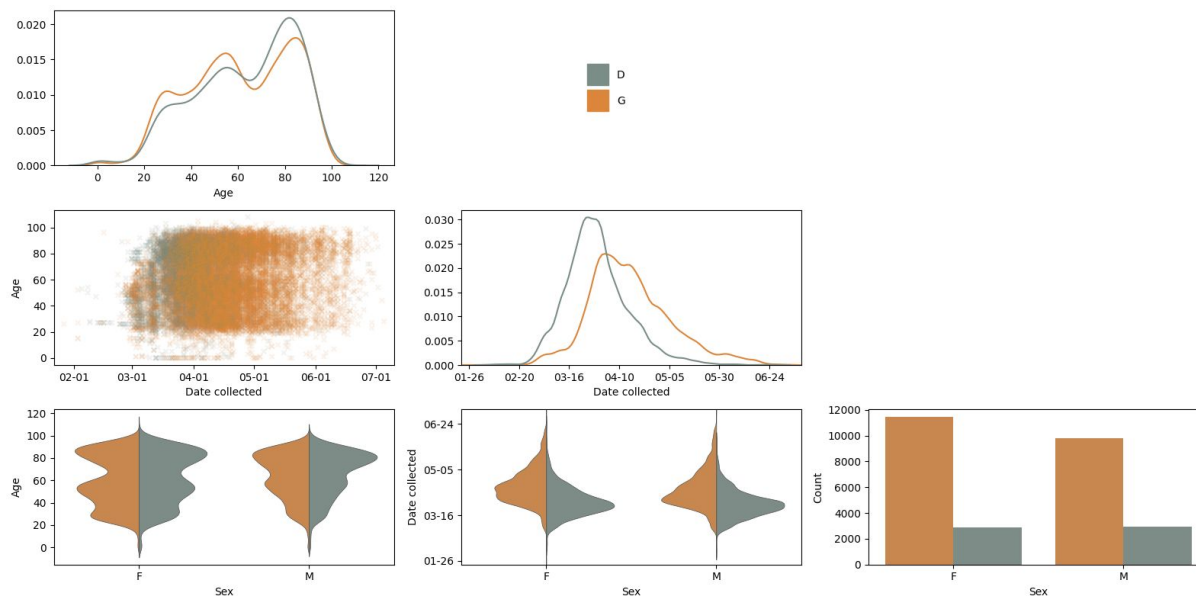 0.020
0.015
0.010
0.005
0.000
0 20 40 60 80 100 120
Age
D
G
Age
100
80
60
40
20
0
02-01 03-01 04-01 05-01 06-01 07-01
Date collected
0.030
0.025
0.020
0.015
0.010
0.005
0.000
01-26 02-20 03-16 04-10 05-05 05-30 06-24
Date collected
Age
120
100
80
60
40
20
0
F M
Sex
Date collected
06-24
05-05
03-16
01-26
F M
Sex
Count
12000
10000
8000
6000
4000
2000
0
F M
Sex